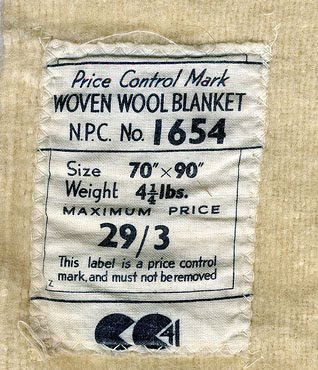 Price Control Mark
WOVEN WOOL BLANKET
N.P.C. No. 1654
Size 70"×90"
Weight 4¼lbs.
MAXIMUM PRICE
29/3
This label is a price control
mark, and must not be removed
Z
CC41